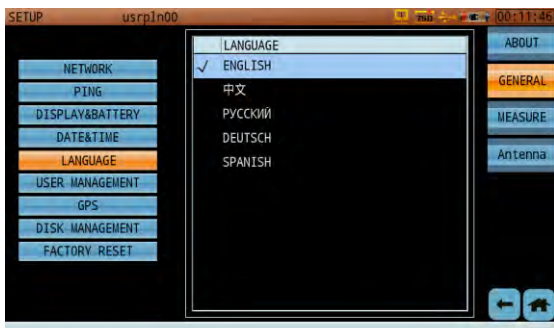 SETUP usrpIn00 00:11:46
NETWORK
PING
DISPLAY&BATTERY
DATE&TIME
LANGUAGE
USER MANAGEMENT
GPS
DISK MANAGEMENT
FACTORY RESET
LANGUAGE
✓ ENGLISH
中文
РУССКИЙ
DEUTSCH
SPANISH
ABOUT
GENERAL
MEASURE
Antenna